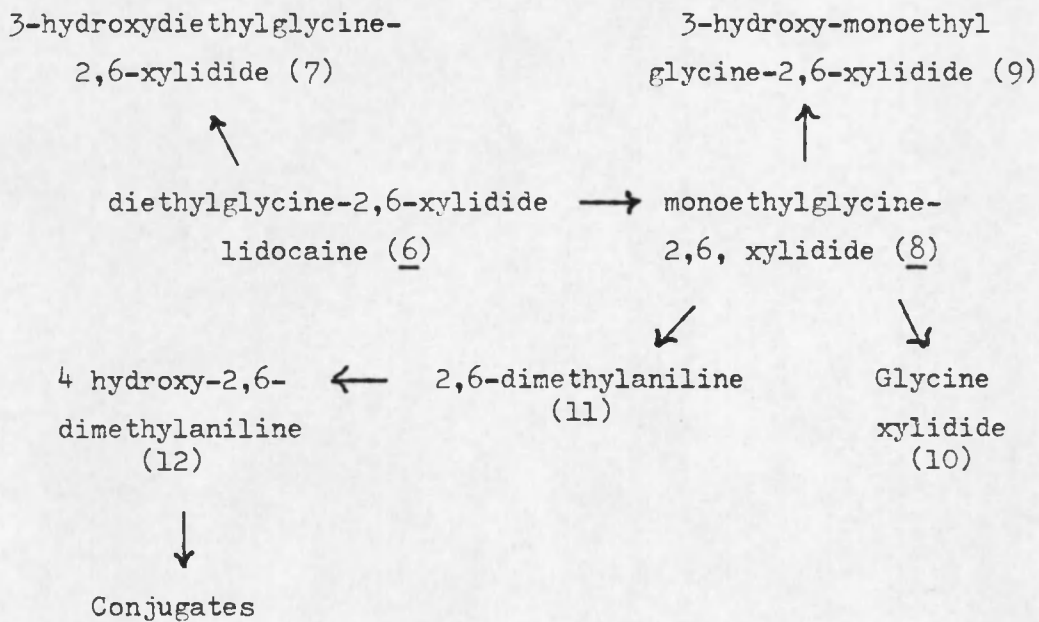 3-hydroxydiethylglycine-
2,6-xylidide (7)
3-hydroxy-monoethyl
glycine-2,6-xylidide (9)
diethylglycine-2,6-xylidide
lidocaine (6)
monoethylglycine-
2,6, xylidide (8)
4 hydroxy-2,6-
dimethylaniline
(12)
2,6-dimethylaniline
(11)
Glycine
xylidide
(10)
Conjugates